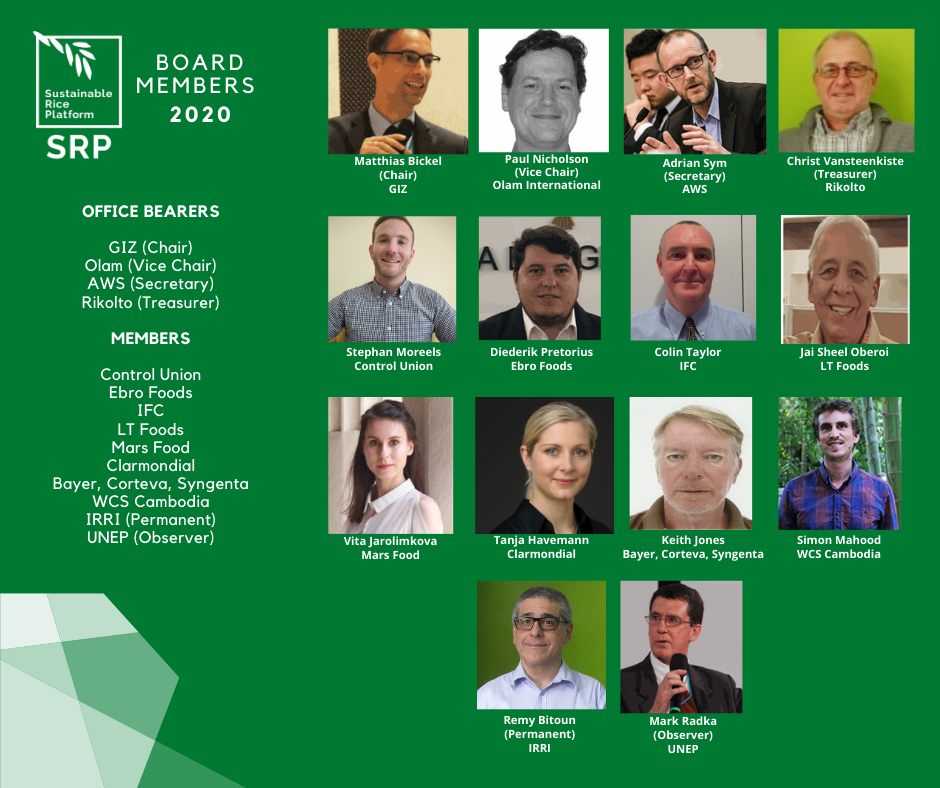 Sustainable
Rice
Platform
SRP
BOARD
MEMBERS
2020
OFFICE BEARERS
GIZ (Chair)
Olam (Vice Chair)
AWS (Secretary)
Rikolto (Treasurer)
MEMBERS
Control Union
Ebro Foods
IFC
LT Foods
Mars Food
Clarmondial
Bayer, Corteva, Syngenta
WCS Cambodia
IRRI (Permanent)
UNEP (Observer)
Matthias Bickel
(Chair)
GIZ
Paul Nicholson
(Vice Chair)
Olam International
Adrian Sym
(Secretary)
AWS
Christ Vansteenkiste
(Treasurer)
Rikolto
Stephan Moreels
Control Union
Diederik Pretorius
Ebro Foods
Colin Taylor
IFC
Jai Sheel Oberoi
LT Foods
Vita Jarolimkova
Mars Food
Tanja Havemann
Clarmondial
Keith Jones
Bayer, Corteva, Syngenta
Simon Mahood
WCS Cambodia
Remy Bitoun
(Permanent)
IRRI
Mark Radka
(Observer)
UNEP